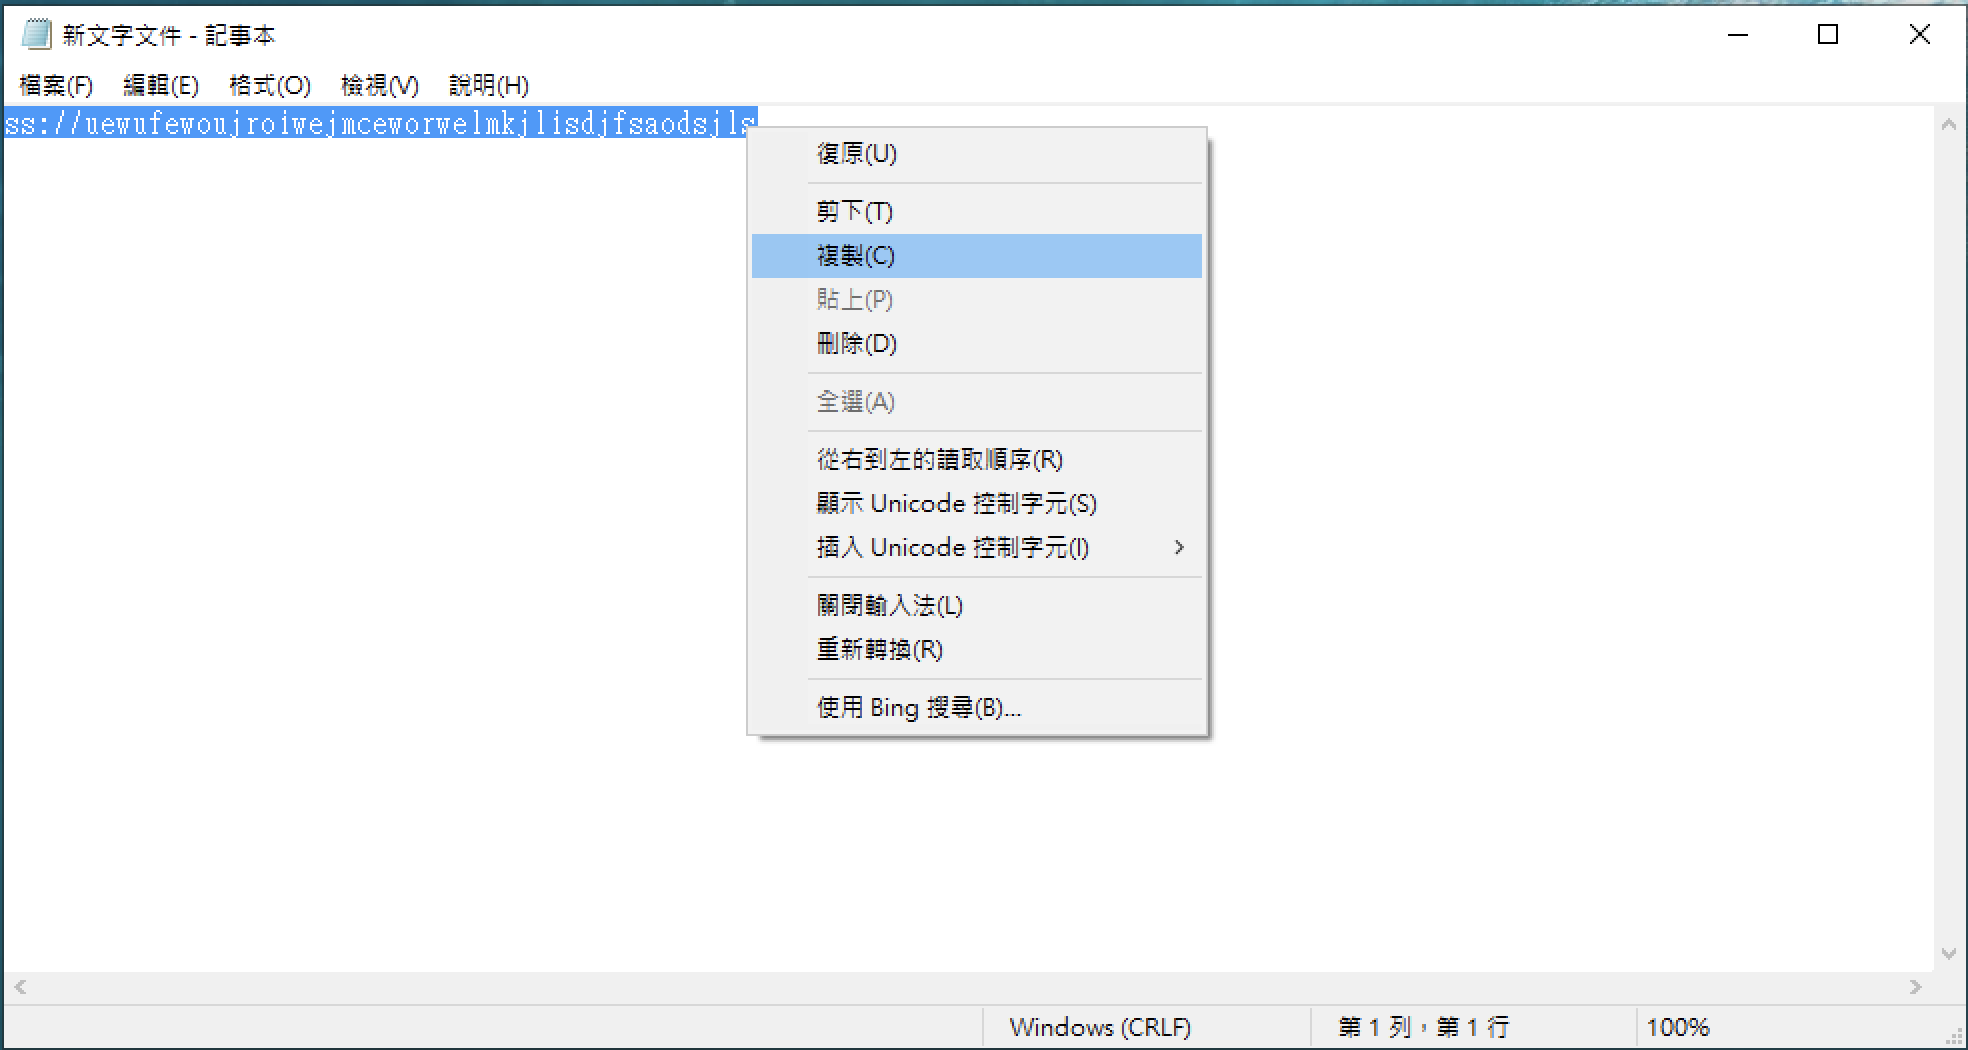 新文字文件 - 記事本
檔案(F) 編輯(E) 格式(O) 檢視(V) 說明(H)
ss://uewufewoujroiwejmceworwelmkjlisdjfsaodsjls
復原(U)
剪下(T)
複製(C)
貼上(P)
刪除(D)
全選(A)
從右到左的讀取順序(R)
顯示 Unicode 控制字元(S)
插入 Unicode 控制字元(I)
關閉輸入法(L)
重新轉換(R)
使用 Bing 搜尋(B)...
Windows (CRLF) 第 1 列，第 1 行 100%